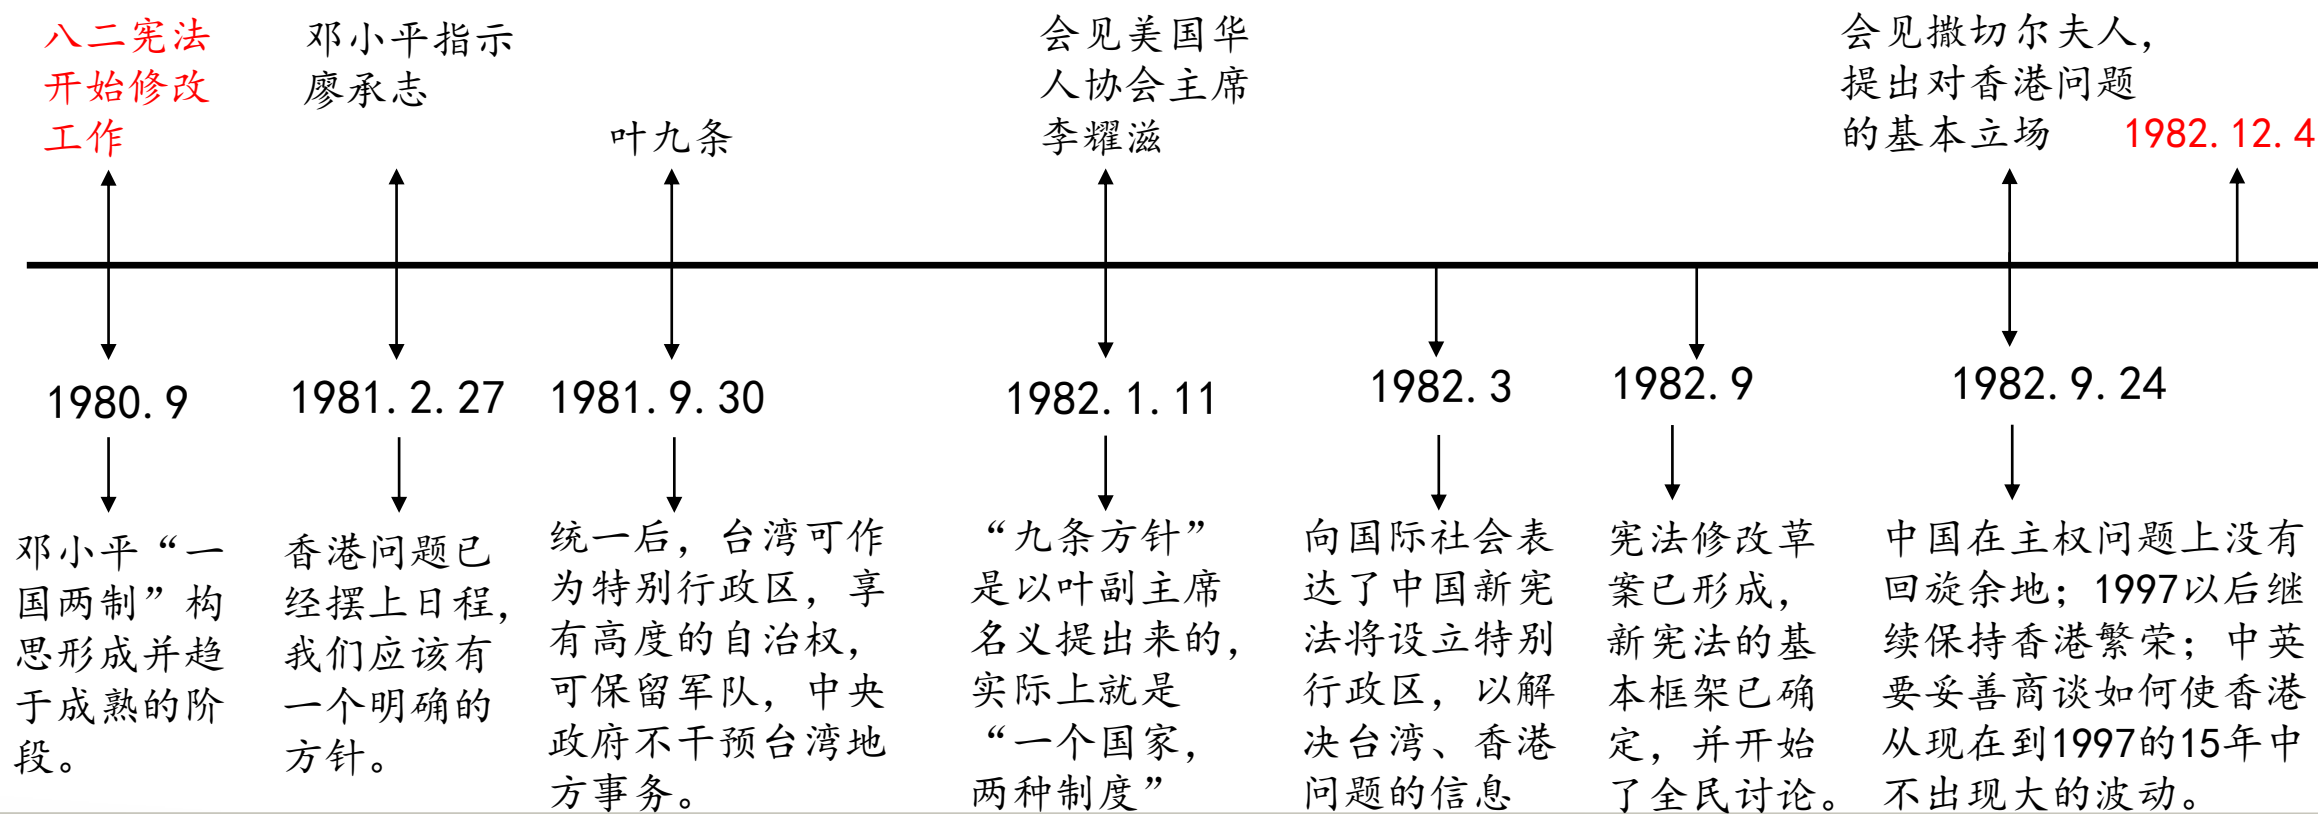 八二宪法
开始修改
工作
邓小平指示
廖承志
叶九条
会见美国华
人协会主席
李耀滋
会见撒切尔夫人，
提出对香港问题
的基本立场
1982.12.4
1980.9
1981.2.27
1981.9.30
1982.1.11
1982.3
1982.9
1982.9.24
邓小平“一
国两制”构
思形成并趋
于成熟的阶
段。
香港问题已
经摆上日程，
我们应该有
一个明确的
方针。
统一后，台湾可作
为特别行政区，享
有高度的自治权，
可保留军队，中央
政府不干预台湾地
方事务。
“九条方针”
是以叶副主席
名义提出来的，
实际上就是
“一个国家，
两种制度”
向国际社会表
达了中国新宪
法将设立特别
行政区，以解
决台湾、香港
问题的信息
宪法修改草
案已形成，
新宪法的基
本框架已确
定，并开始
了全民讨论。
中国在主权问题上没有
回旋余地；1997以后继
续保持香港繁荣；中英
要妥善商谈如何使香港
从现在到1997的15年中
不出现大的波动。